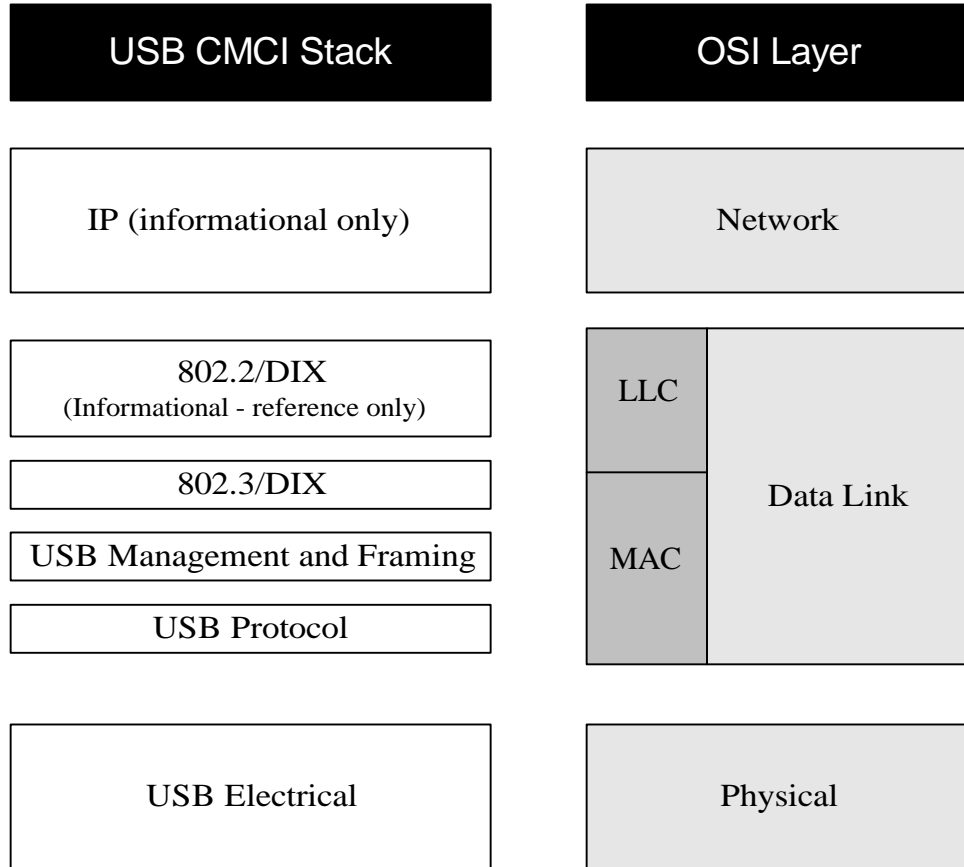 USB CMCI Stack
OSI Layer
IP (informational only)
Network
802.2/DIX
(Informational - reference only)
LLC
802.3/DIX
Data Link
USB Management and Framing
MAC
USB Protocol
USB Electrical
Physical